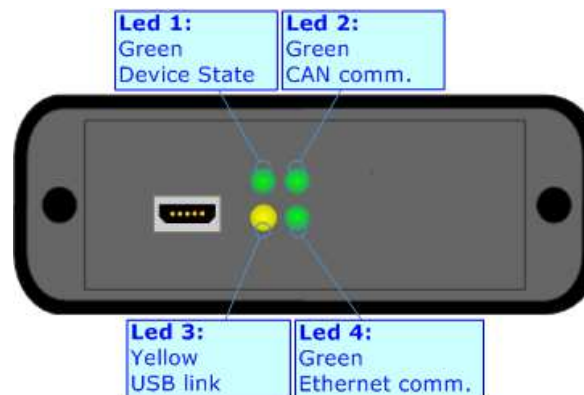 Led 1:
Green
Device State
Led 2:
Green
CAN comm.
Led 3:
Yellow
USB link
Led 4:
Green
Ethernet comm.